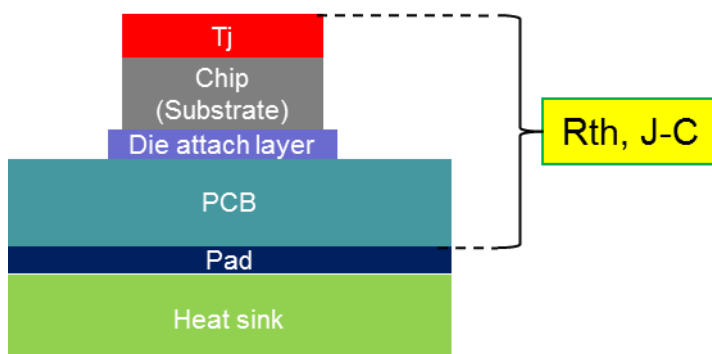 Tj
Chip
(Substrate)
Die attach layer
Rth, J-C
PCB
Pad
Heat sink